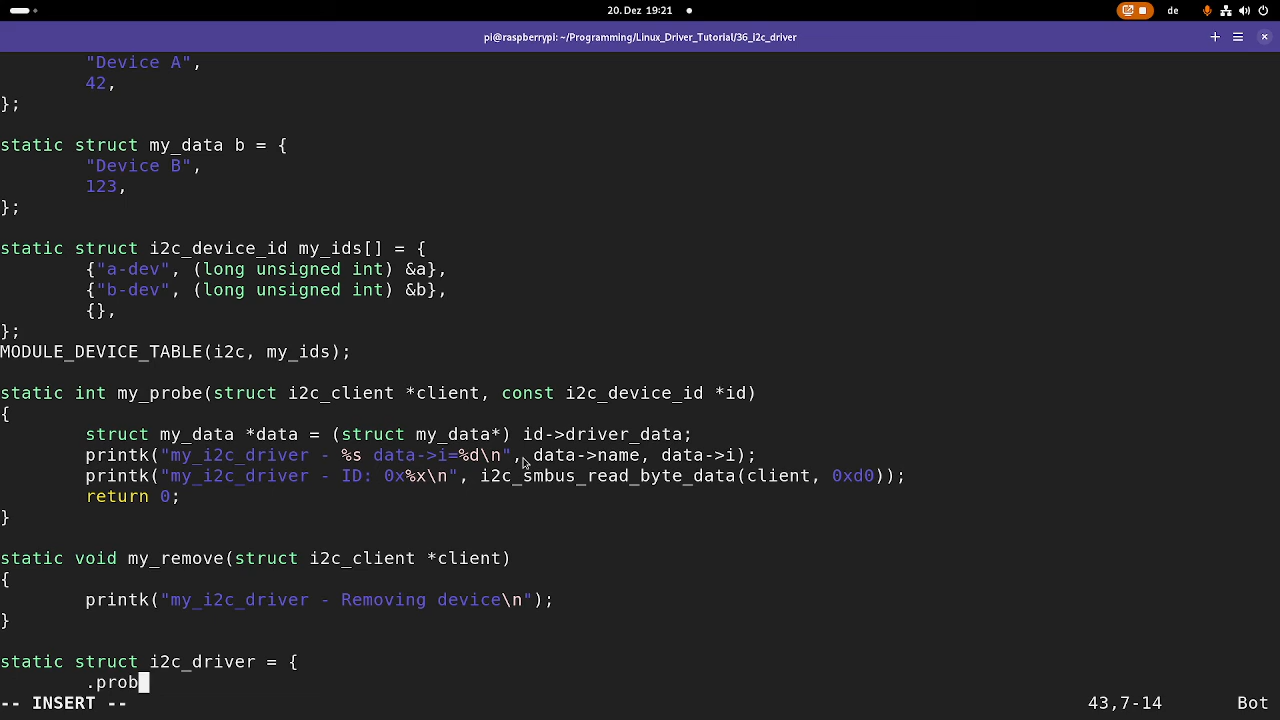 20. Dez 19:21
de
pi@raspberrypi: ~/Programming/Linux_Driver_Tutorial/36_i2c_driver
        "Device A",
        42,
};

static struct my_data b = {
        "Device B",
        123,
};

static struct i2c_device_id my_ids[] = {
        {"a-dev", (long unsigned int) &a},
        {"b-dev", (long unsigned int) &b},
        {},
};
MODULE_DEVICE_TABLE(i2c, my_ids);

static int my_probe(struct i2c_client *client, const i2c_device_id *id)
{
        struct my_data *data = (struct my_data*) id->driver_data;
        printk("my_i2c_driver - %s data->i=%d\n", data->name, data->i);
        printk("my_i2c_driver - ID: 0x%x\n", i2c_smbus_read_byte_data(client, 0xd0));
        return 0;
}

static void my_remove(struct i2c_client *client)
{
        printk("my_i2c_driver - Removing device\n");
}

static struct i2c_driver = {
        .prob
-- INSERT --    43,7-14    Bot